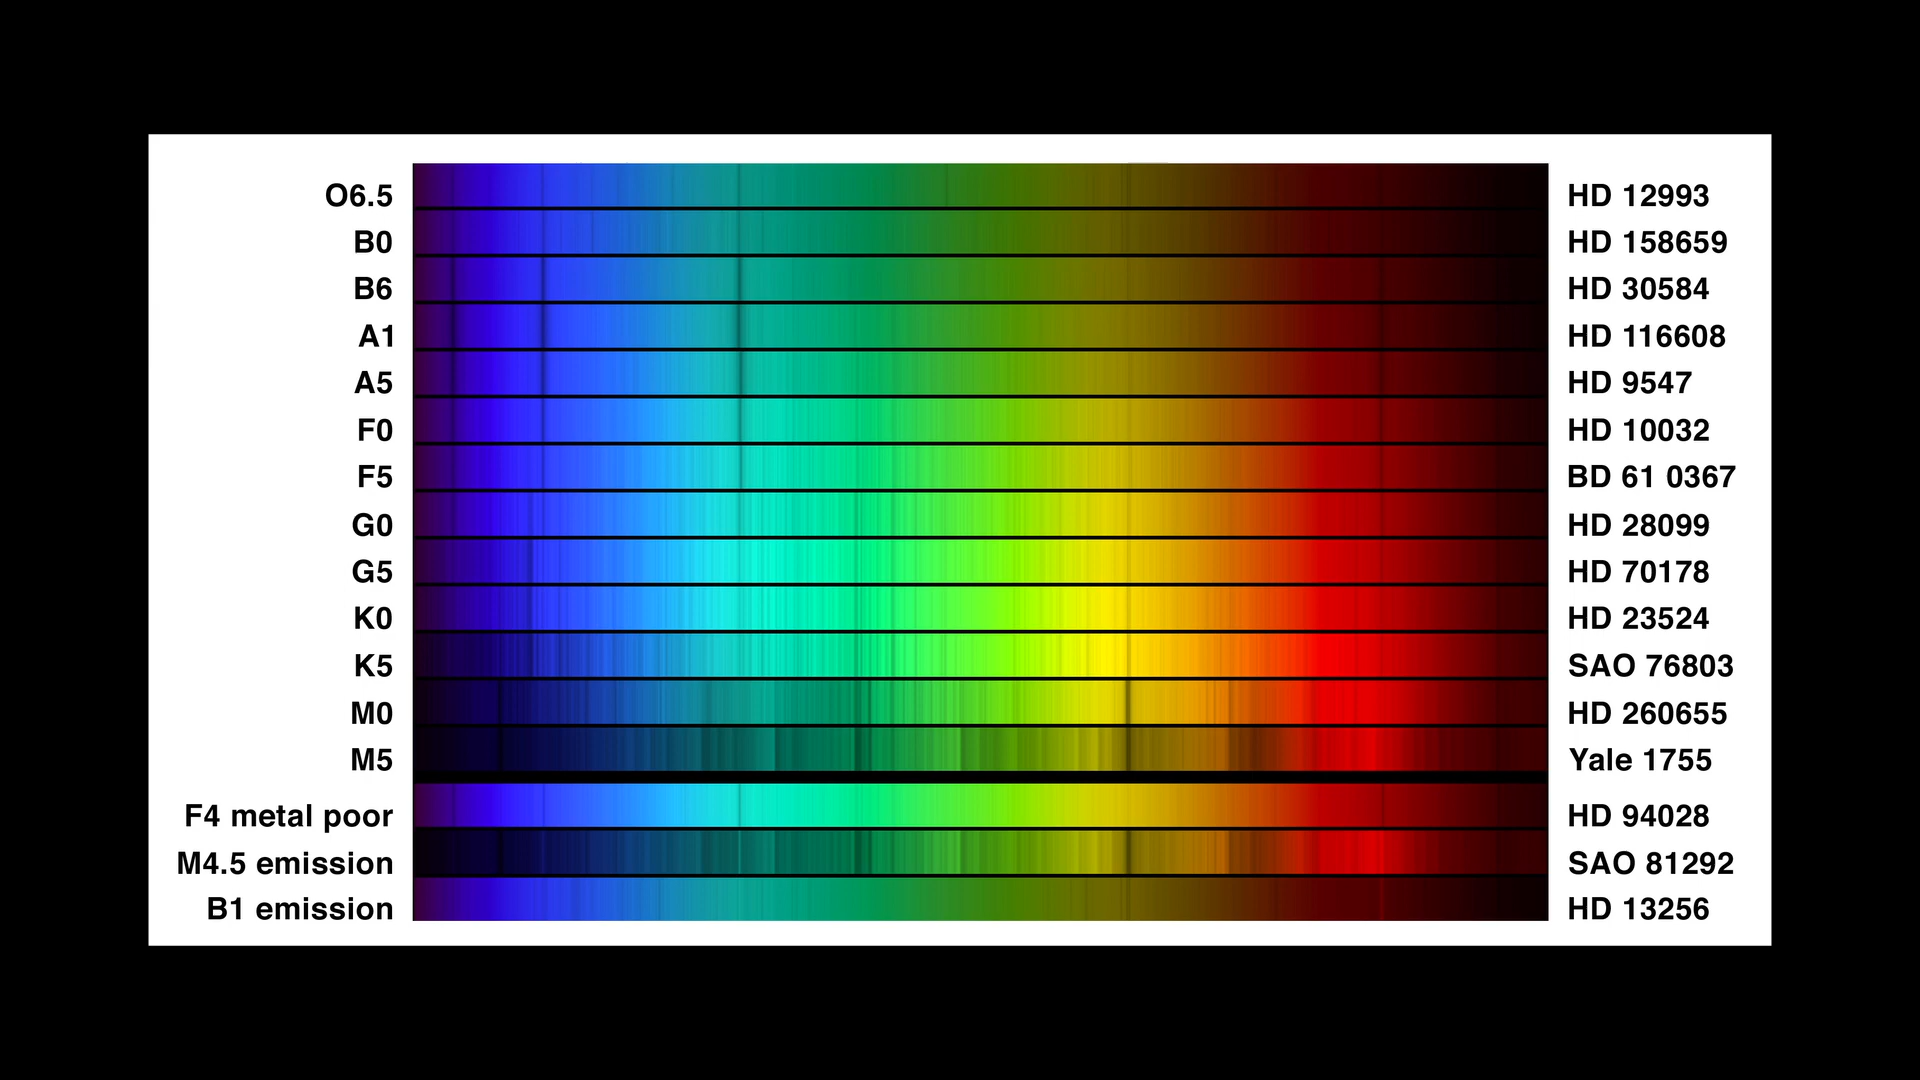 O6.5 HD 12993
B0 HD 158659
B6 HD 30584
A1 HD 116608
A5 HD 9547
F0 HD 10032
F5 BD 61 0367
G0 HD 28099
G5 HD 70178
K0 HD 23524
K5 SAO 76803
M0 HD 260655
M5 Yale 1755
F4 metal poor HD 94028
M4.5 emission SAO 81292
B1 emission HD 13256